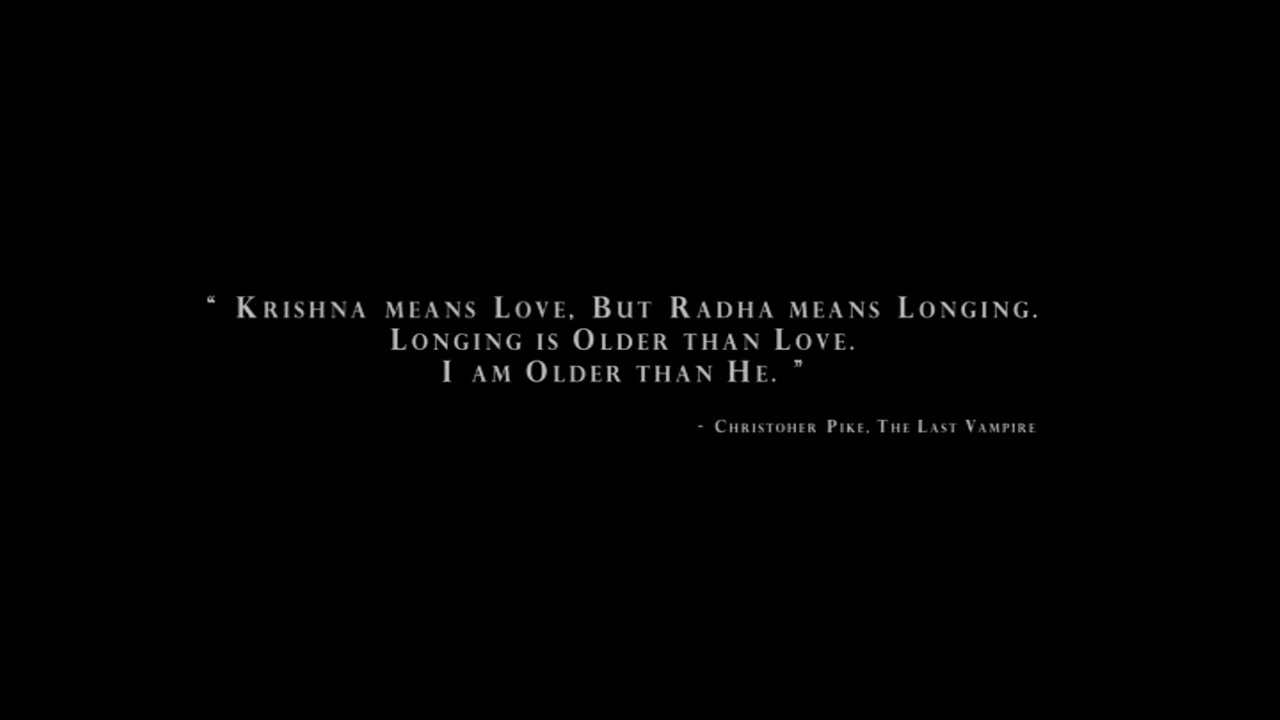 “ Krishna means Love, But Radha means Longing.
Longing is Older than Love.
I am Older than He. ”
- Christoher Pike, The Last Vampire